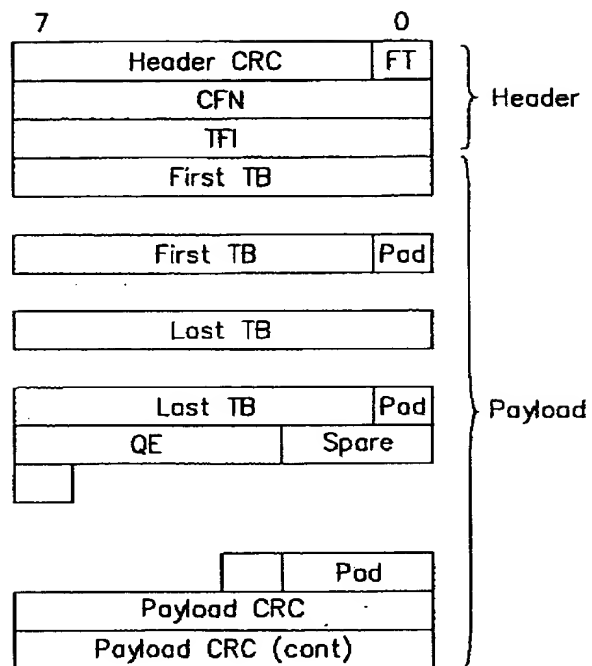 7 0
Header CRC FT
CFN
TFI
Header
First TB
First TB Pad
Last TB
Last TB Pad
Payload
QE Spare
Pad
Payload CRC
Payload CRC (cont)